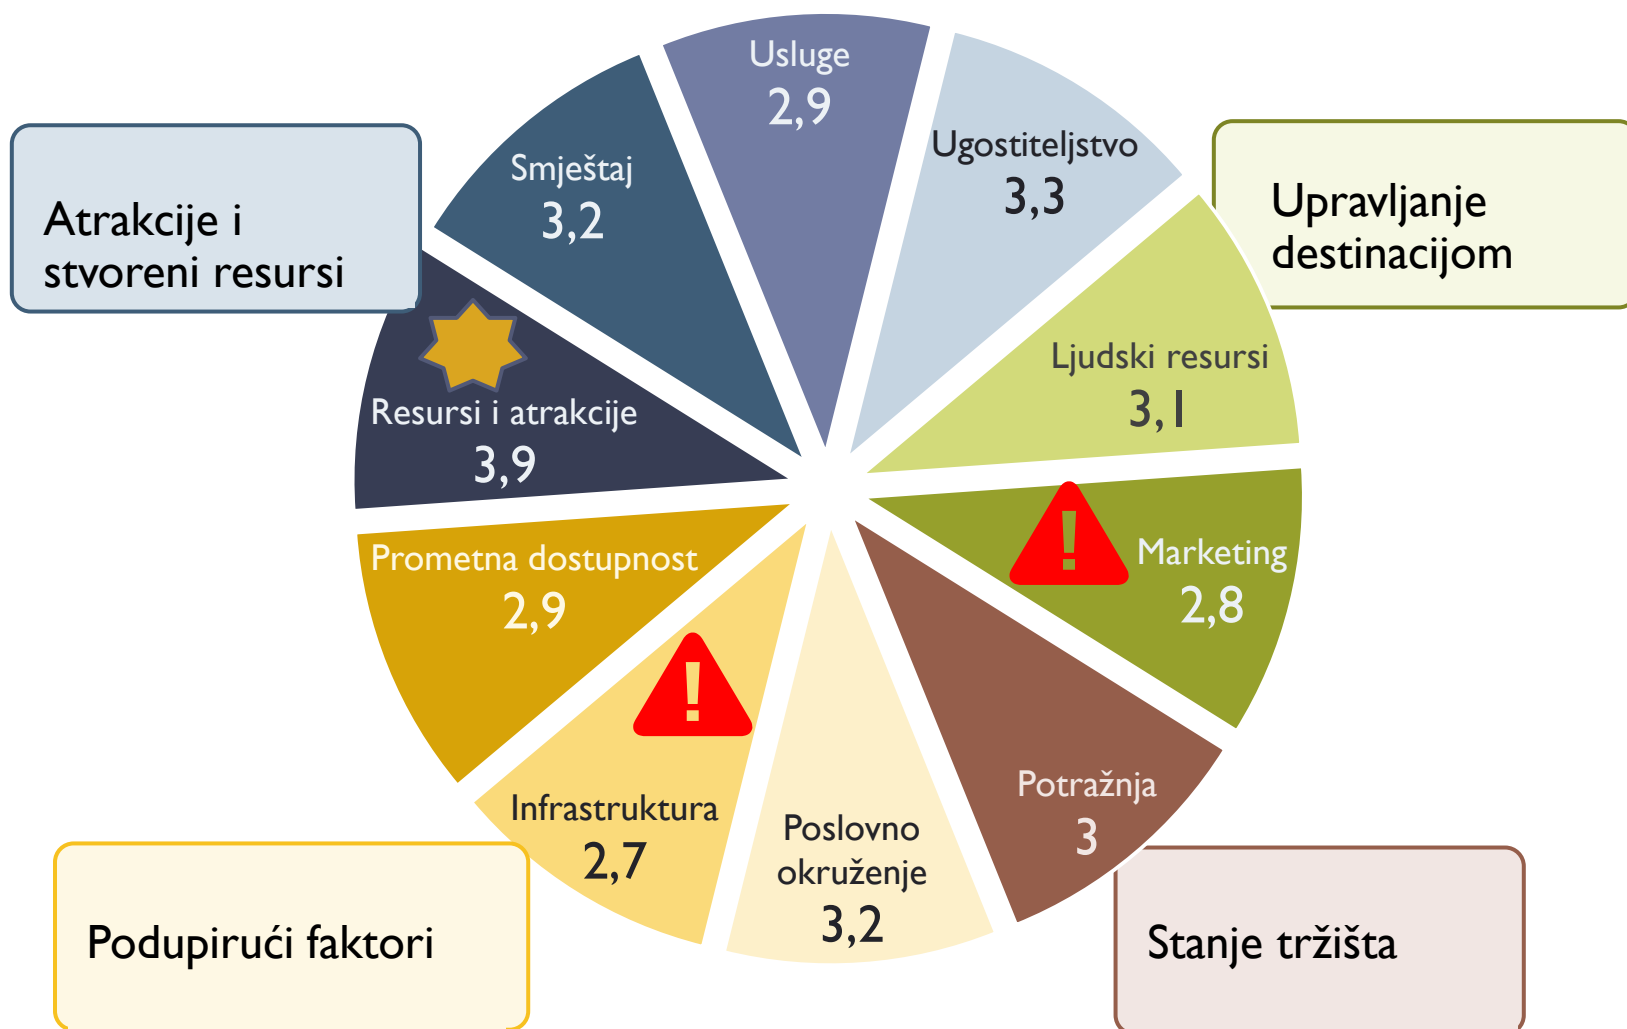 Usluge
2,9
Ugostiteljstvo
3,3
Smještaj
3,2
Atrakcije i
stvoreni resursi
Upravljanje
destinacijom
Ljudski resursi
3,1
Resursi i atrakcije
3,9
!
Marketing
2,8
Prometna dostupnost
2,9
!
Potražnja
3
Infrastruktura
2,7
Poslovno
okruženje
3,2
Podupirući faktori
Stanje tržišta